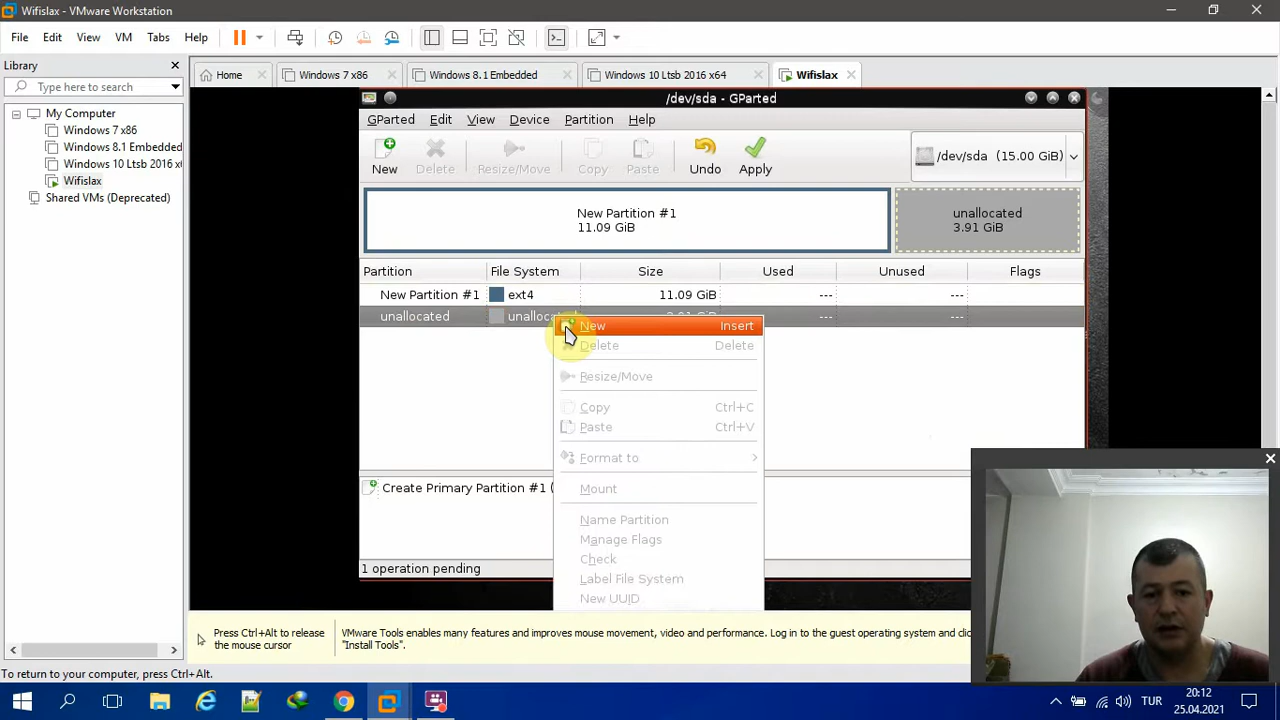 Wifislax - VMware Workstation
File Edit View VM Tabs Help
Library
Type here to search
My Computer
Windows 7 x86
Windows 8.1 Embedded
Windows 10 Ltsb 2016 x6
Wifislax
Shared VMs (Deprecated)
Home Windows 7 x86 Windows 8.1 Embedded Windows 10 Ltsb 2016 x64 Wifislax
/dev/sda - GParted
GParted Edit View Device Partition Help
New Delete Resize/Move Copy Paste Undo Apply
/dev/sda (15.00 GiB)
New Partition #1
11.09 GiB
unallocated
3.91 GiB
Partition File System Size Used Unused Flags
New Partition #1 ext4 11.09 GiB --- ---
unallocated unalloca --- ---
New Insert
Delete Delete
Resize/Move
Copy Ctrl+C
Paste Ctrl+V
Format to
Mount
Name Partition
Manage Flags
Check
Label File System
New UUID
Create Primary Partition #1 (
1 operation pending
Press Ctrl+Alt to release
the mouse cursor
VMware Tools enables many features and improves mouse movement, video and performance. Log in to the guest operating system and clic
"Install Tools".
To return to your computer, press Ctrl+Alt.
TUR
20:12
25.04.2021